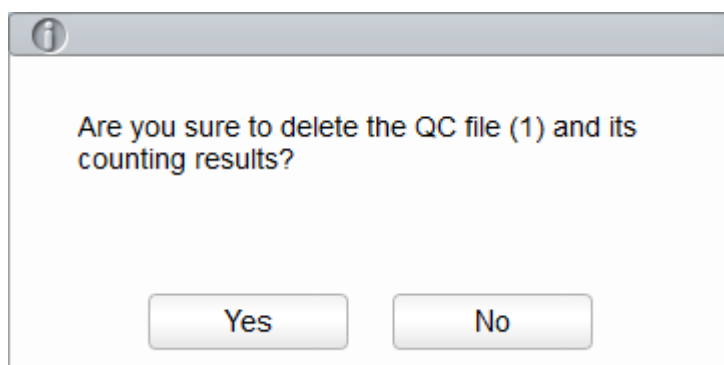 Are you sure to delete the QC file (1) and its
counting results?
Yes
No